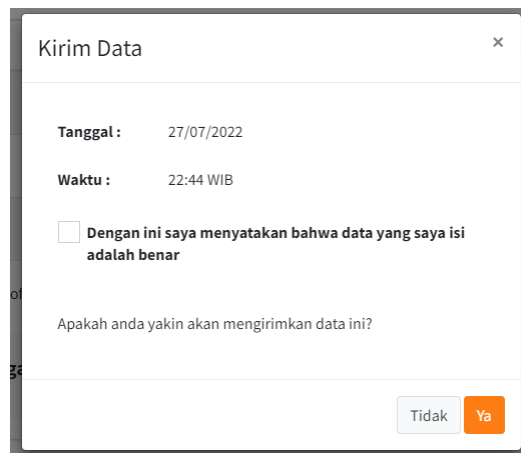 Kirim Data ×
Tanggal : 27/07/2022
Waktu : 22:44 WIB
Dengan ini saya menyatakan bahwa data yang saya isi
adalah benar
Apakah anda yakin akan mengirimkan data ini?
Tidak Ya